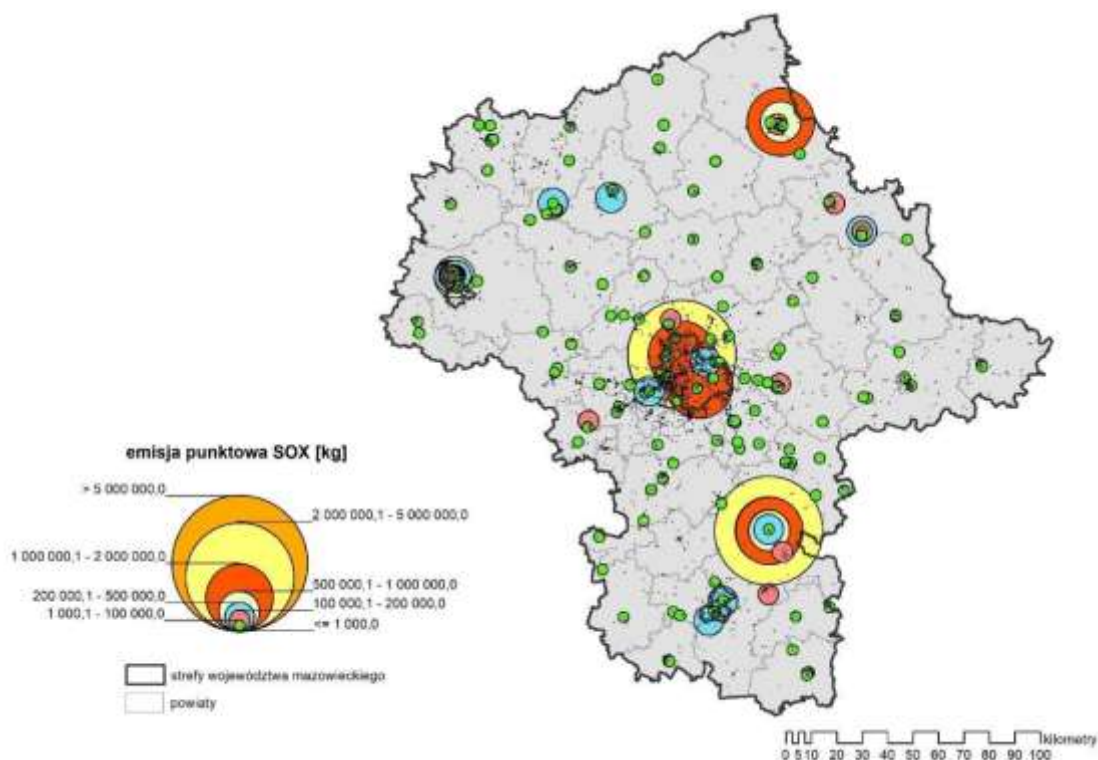 emisja punktowa SOX [kg]
> 5 000 000,0
2 000 000,1 - 5 000 000,0
1 000 000,1 - 2 000 000,0
500 000,1 - 1 000 000,0
200 000,1 - 500 000,0
100 000,1 - 200 000,0
1 000,1 - 100 000,0
<= 1 000,0
strefy województwa mazowieckiego
powiaty
kilometry
0 5 10 20 30 40 50 60 70 80 90 100